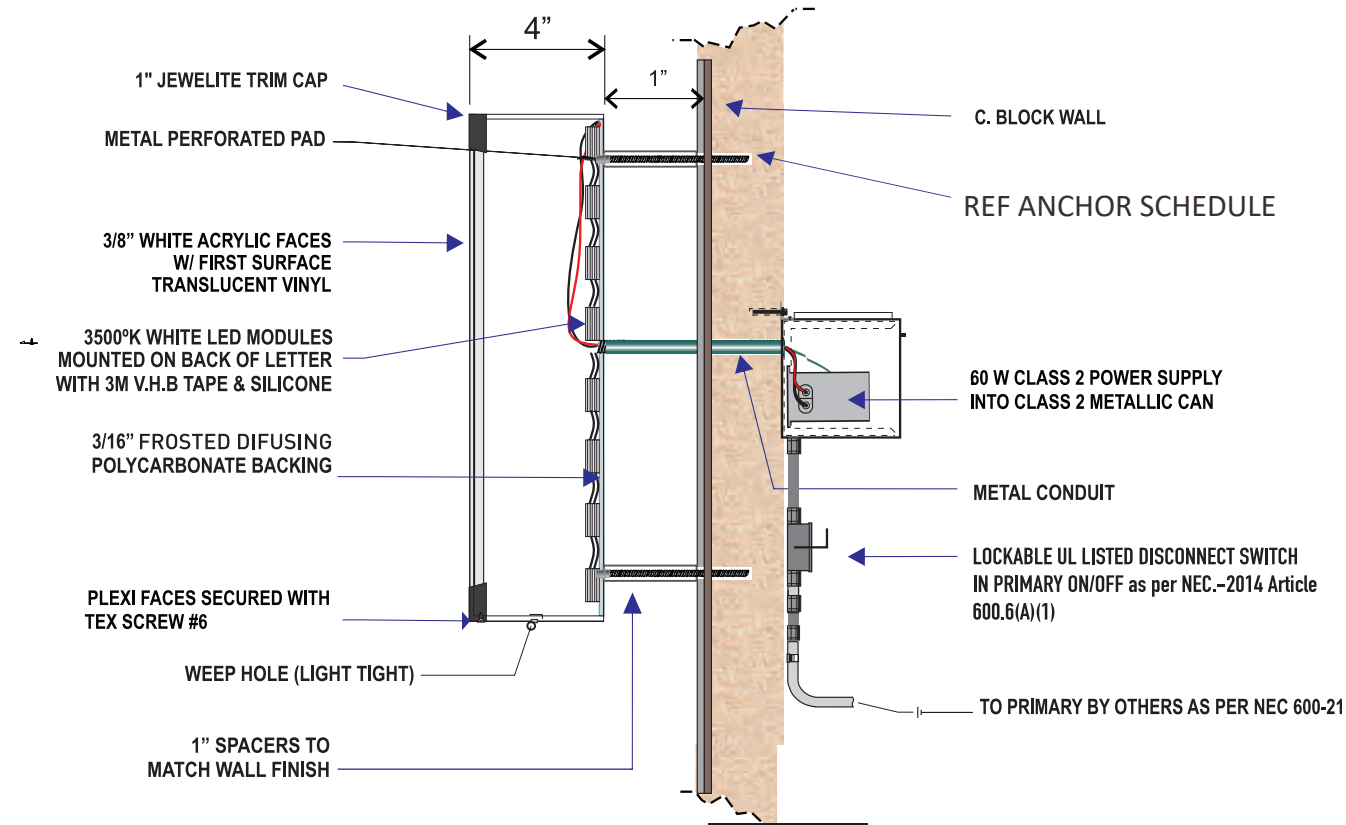 4”
1”
1" JEWELITE TRIM CAP
METAL PERFORATED PAD
3/8” WHITE ACRYLIC FACES
W/ FIRST SURFACE
TRANSLUCENT VINYL
3500ºK WHITE LED MODULES
MOUNTED ON BACK OF LETTER
WITH 3M V.H.B TAPE & SILICONE
3/16” FROSTED DIFUSING
POLYCARBONATE BACKING
PLEXI FACES SECURED WITH
TEX SCREW #6
WEEP HOLE (LIGHT TIGHT)
1” SPACERS TO
MATCH WALL FINISH
C. BLOCK WALL
REF ANCHOR SCHEDULE
60 W CLASS 2 POWER SUPPLY
INTO CLASS 2 METALLIC CAN
METAL CONDUIT
LOCKABLE UL LISTED DISCONNECT SWITCH
IN PRIMARY ON/OFF as per NEC.-2014 Article
600.6(A)(1)
TO PRIMARY BY OTHERS AS PER NEC 600-21